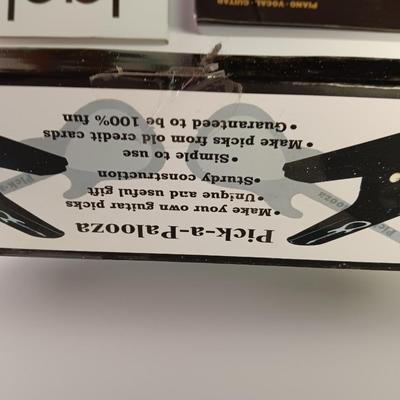 Pick-a-Palooza
•Make your own guitar picks
•Unique and useful gift
•Sturdy construction
•Simple to use
•Make picks from old credit cards
•Guaranteed to be 100% fun
PIANO · VOCAL · GUITAR